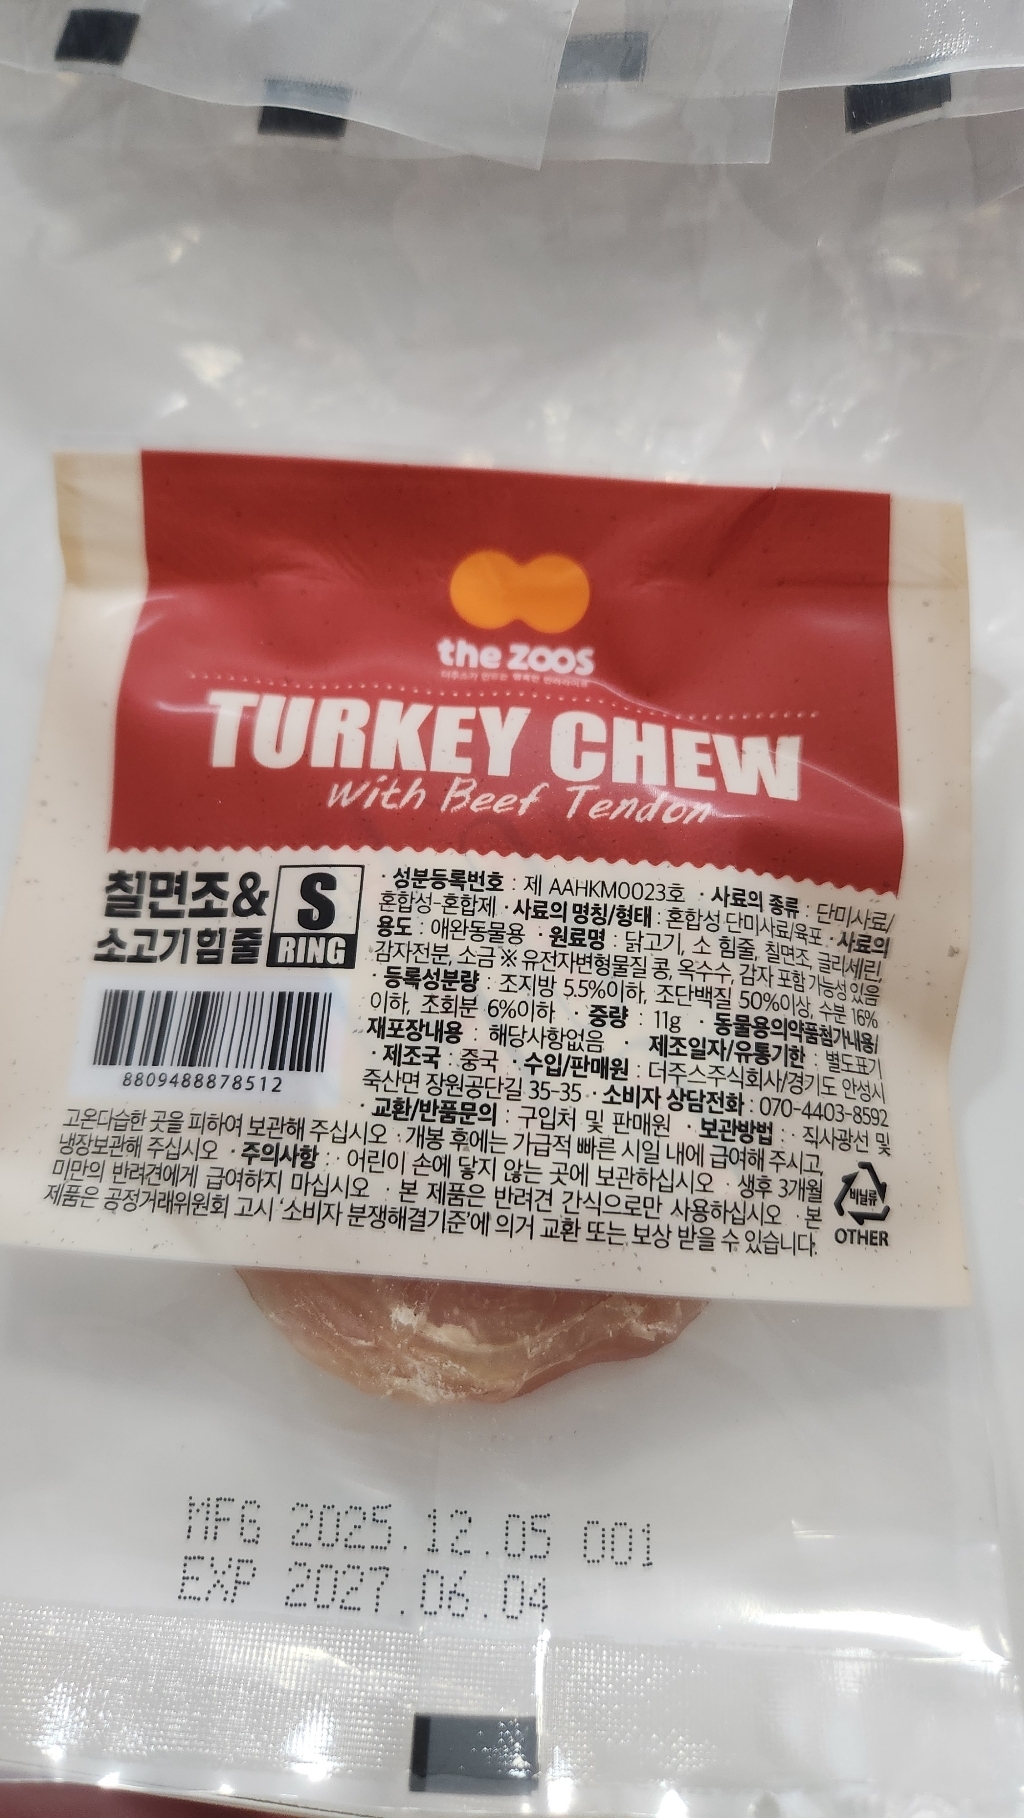 the zoos
TURKEY CHEW
with Beef Tendon
칠면조&
소고기힘줄
S
RING
8809488878512
· 성분등록번호 : 제 AAHKM0023호 · 사료의 종류 : 단미사료/
혼합성-혼합제 · 사료의 명칭/형태 : 혼합성 단미사료/육포 · 사료의
용도 : 애완동물용 · 원료명 : 닭고기, 소 힘줄, 칠면조, 글리세린,
감자전분, 소금 ※ 유전자변형물질 콩, 옥수수, 감자 포함 가능성 있음
· 등록성분량 : 조지방 5.5%이하, 조단백질 50%이상, 수분 16%
이하, 조회분 6%이하 · 중량 : 11g · 동물용의약품첨가내용/
재포장내용 : 해당사항없음 · 제조일자/유통기한 : 별도표기
· 제조국 : 중국 · 수입/판매원 : 더주스주식회사/경기도 안성시
죽산면 장원공단길 35-35 · 소비자 상담전화 : 070-4403-8592
· 교환/반품문의 : 구입처 및 판매원 · 보관방법 : · 직사광선 및
고온다습한 곳을 피하여 보관해 주십시오 · 개봉 후에는 가급적 빠른 시일 내에 급여해 주시고,
냉장보관해 주십시오 · 주의사항 : · 어린이 손에 닿지 않는 곳에 보관하십시오 · 생후 3개월
미만의 반려견에게 급여하지 마십시오 · 본 제품은 반려견 간식으로만 사용하십시오 · 본
제품은 공정거래위원회 고시 '소비자 분쟁해결기준'에 의거 교환 또는 보상 받을 수 있습니다.
비닐류
OTHER
MFG 2025.12.05 001
EXP 2027.06.04